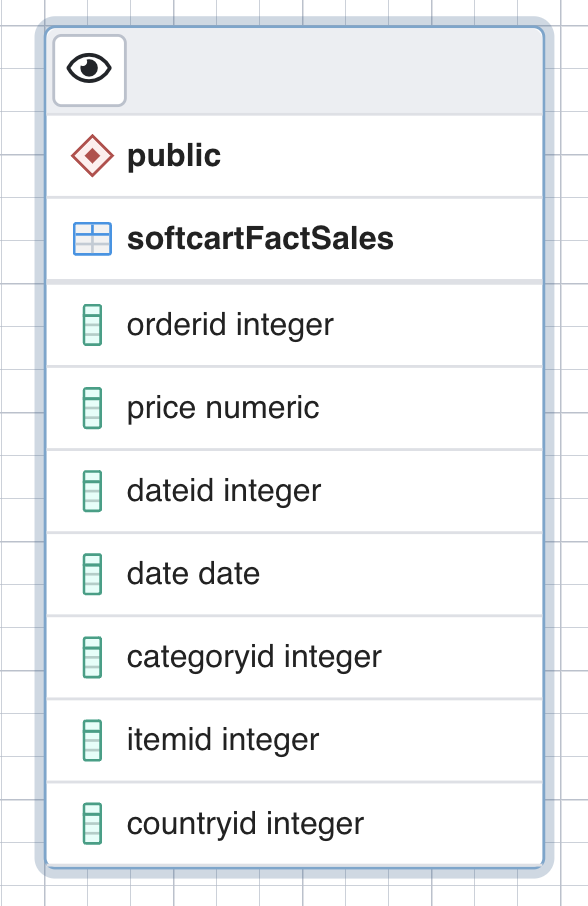 public
softcartFactSales
orderid integer
price numeric
dateid integer
date date
categoryid integer
itemid integer
countryid integer